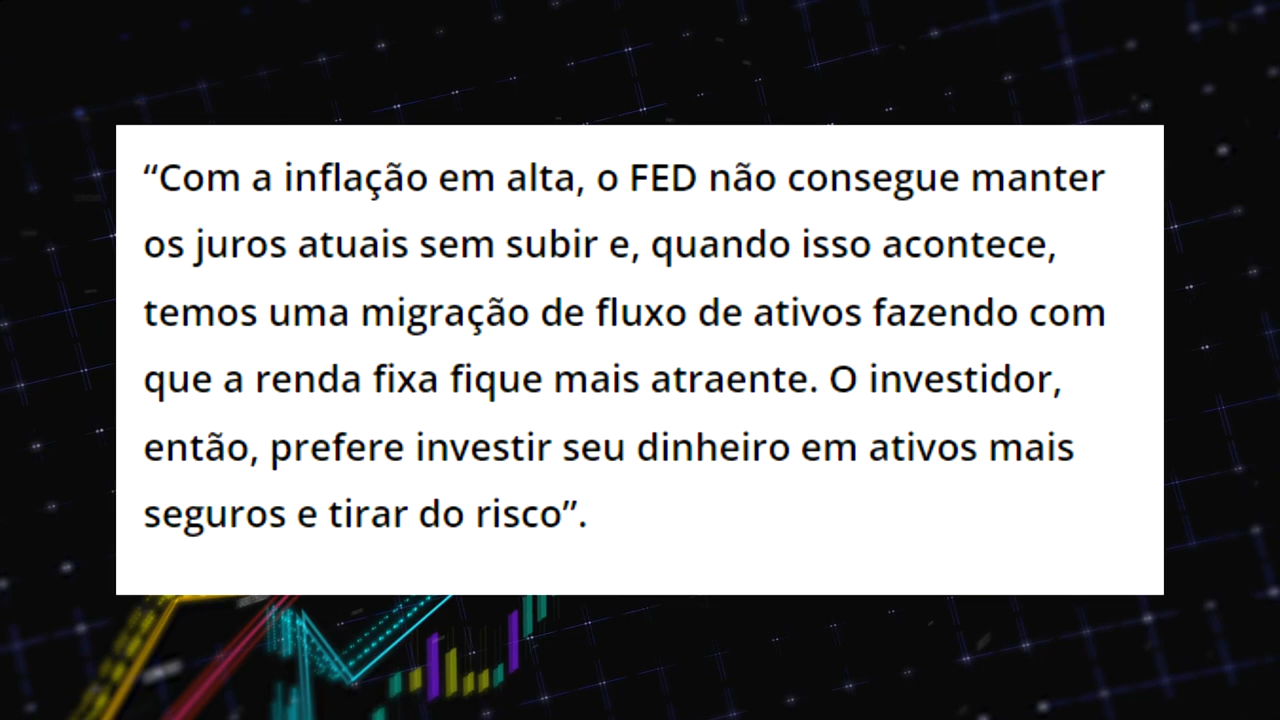 “Com a inflação em alta, o FED não consegue manter
os juros atuais sem subir e, quando isso acontece,
temos uma migração de fluxo de ativos fazendo com
que a renda fixa fique mais atraente. O investidor,
então, prefere investir seu dinheiro em ativos mais
seguros e tirar do risco”.